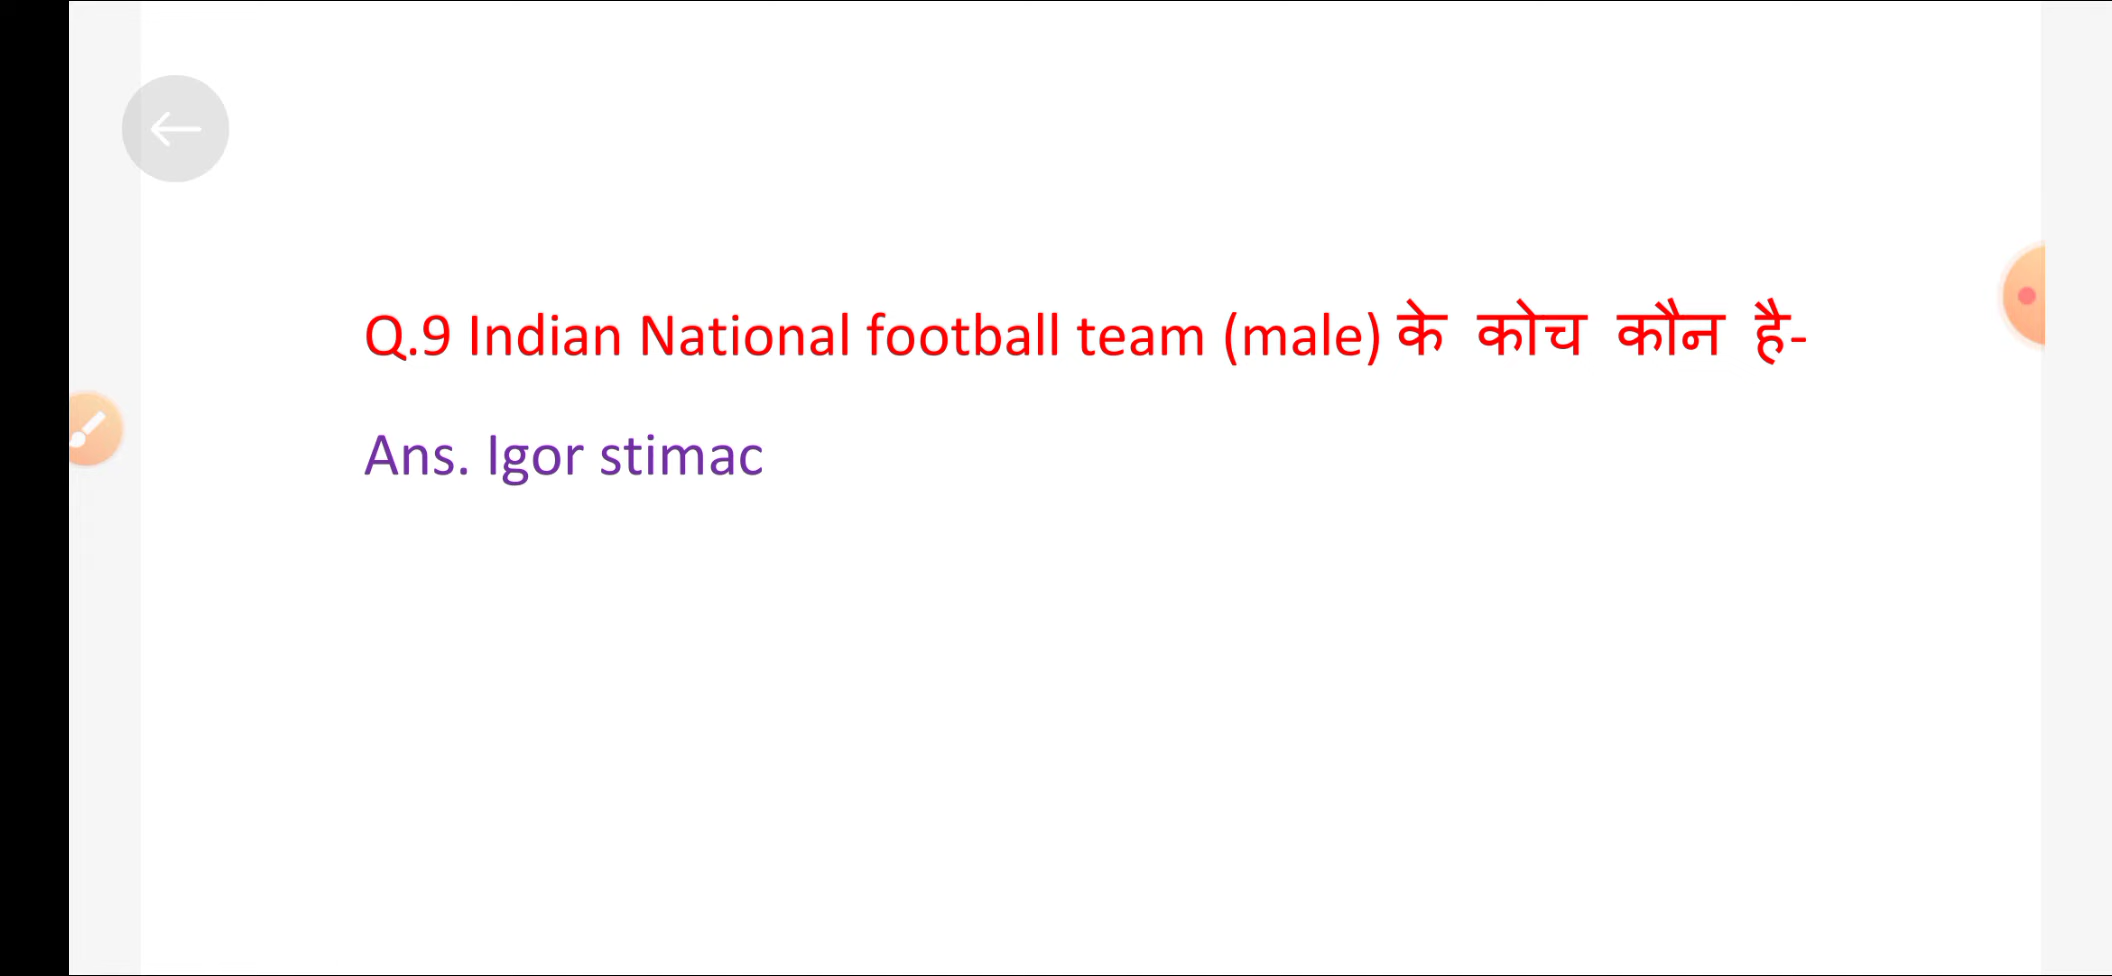 Q.9 Indian National football team (male) के कोच कौन है-
Ans. Igor stimac